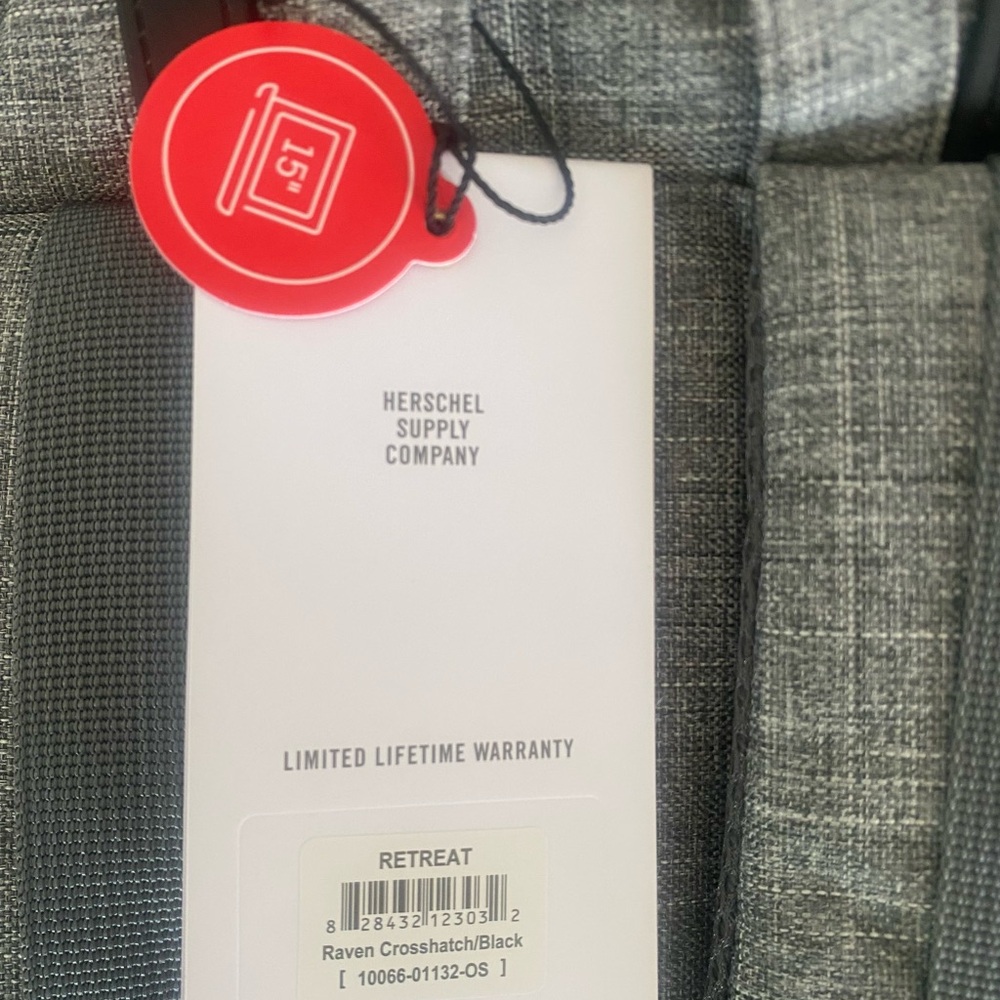 15"
HERSCHEL
SUPPLY
COMPANY
LIMITED LIFETIME WARRANTY
RETREAT
8 28432 12303 2
Raven Crosshatch/Black
[ 10066-01132-OS ]